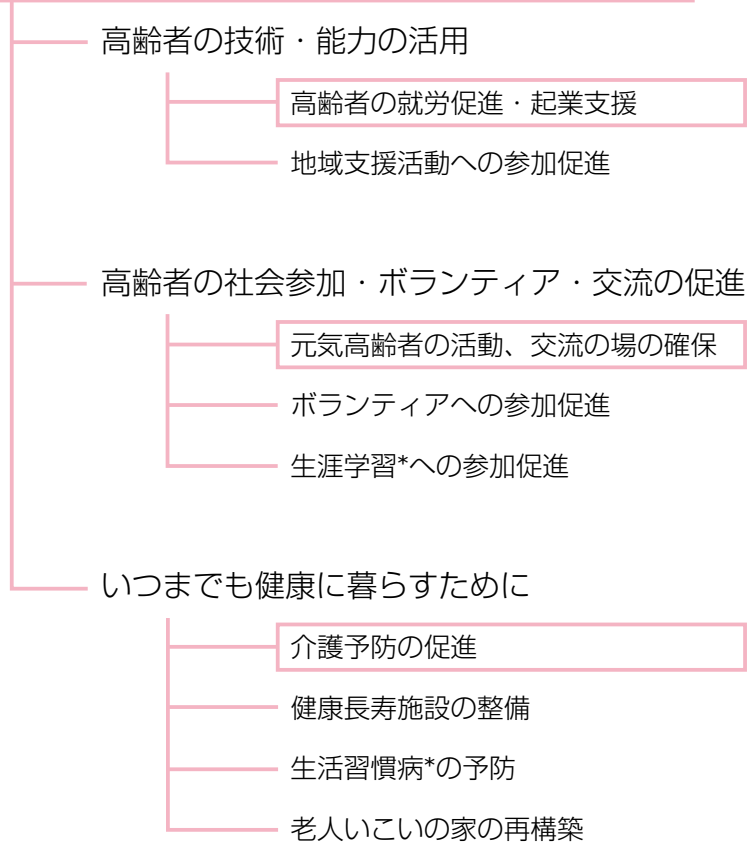 高齢者の技術・能力の活用
高齢者の就労促進・起業支援
地域支援活動への参加促進
高齢者の社会参加・ボランティア・交流の促進
元気高齢者の活動、交流の場の確保
ボランティアへの参加促進
生涯学習*への参加促進
いつまでも健康に暮らすために
介護予防の促進
健康長寿施設の整備
生活習慣病*の予防
老人いこいの家の再構築